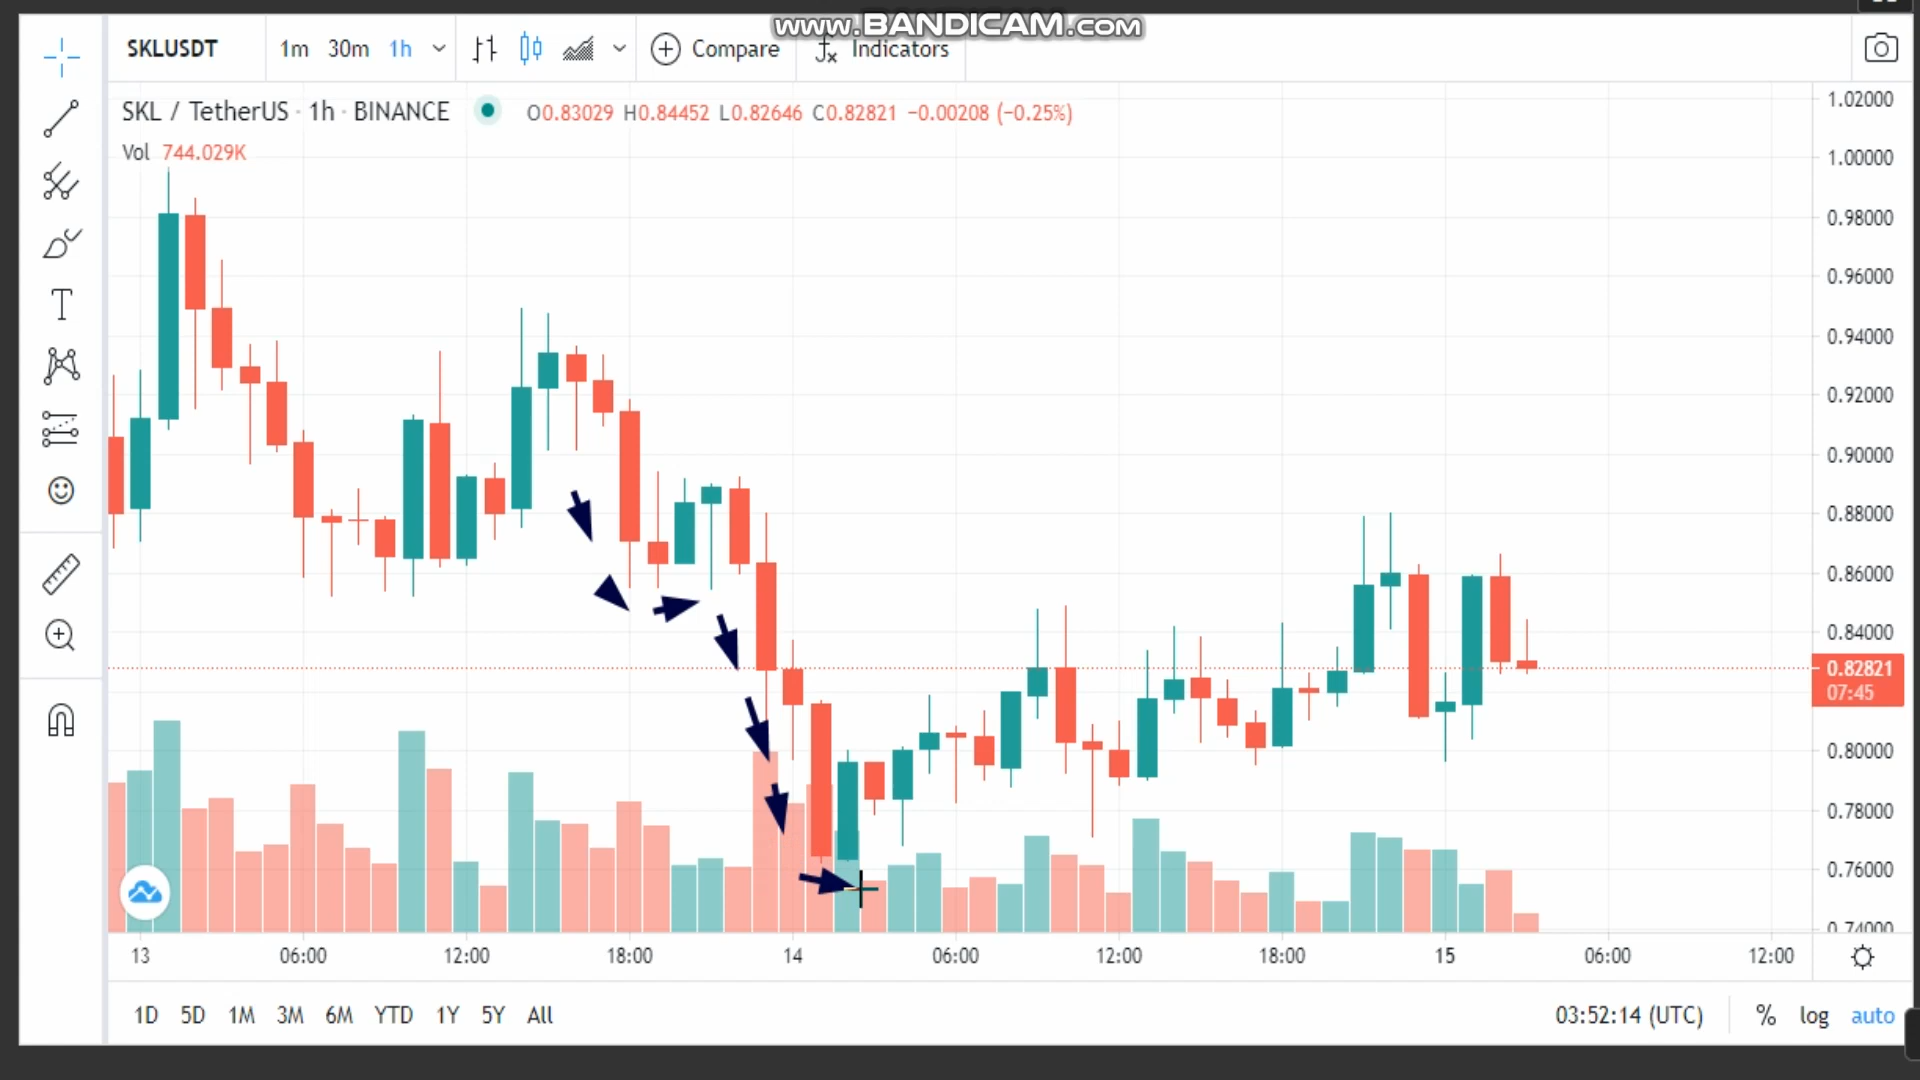 www.BANDICAM.com
SKLUSDT 1m 30m 1h Compare fx Indicators
SKL / TetherUS · 1h · BINANCE O0.83029 H0.84452 L0.82646 C0.82821 −0.00208 (−0.25%)
Vol 744.029K
1.02000
1.00000
0.98000
0.96000
0.94000
0.92000
0.90000
0.88000
0.86000
0.84000
0.82821
07:45
0.80000
0.78000
0.76000
0.74000
13 06:00 12:00 18:00 14 06:00 12:00 18:00 15 06:00 12:00
1D 5D 1M 3M 6M YTD 1Y 5Y All 03:52:14 (UTC) % log auto